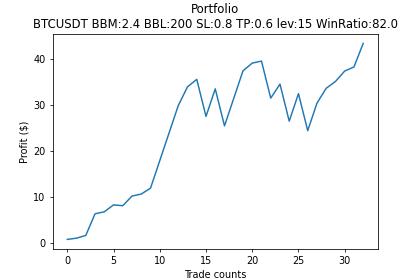 Portfolio
BTCUSDT BBM:2.4 BBL:200 SL:0.8 TP:0.6 lev:15 WinRatio:82.0
40
30
20
10
0
Profit ($)
0 5 10 15 20 25 30
Trade counts